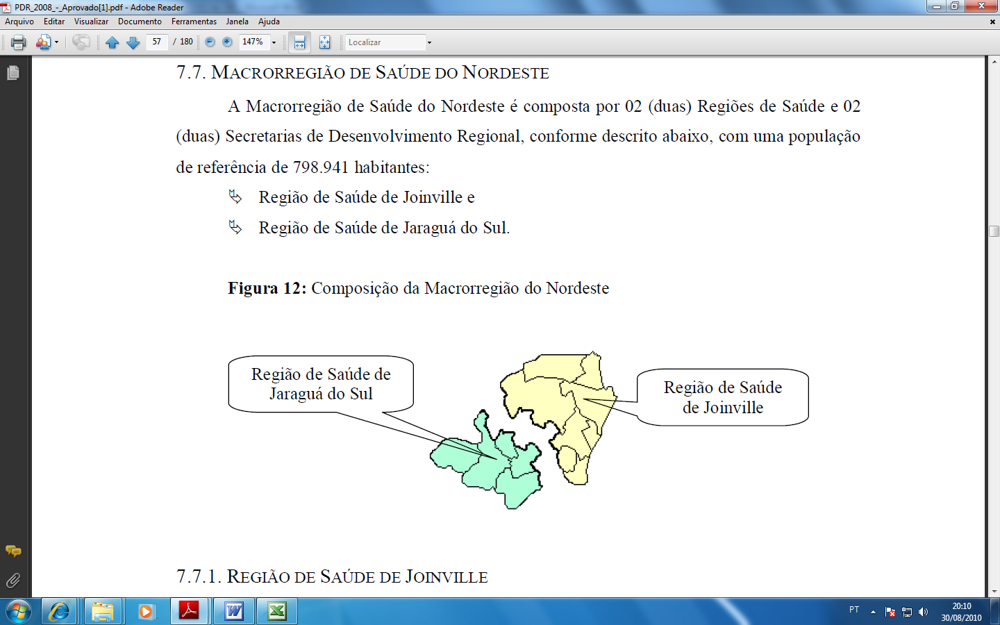 PDR_2008_-_Aprovado[1].pdf - Adobe Reader
Arquivo Editar Visualizar Documento Ferramentas Janela Ajuda
57 / 180 147% Localizar
7.7. MACRORREGIÃO DE SAÚDE DO NORDESTE
A Macrorregião de Saúde do Nordeste é composta por 02 (duas) Regiões de Saúde e 02
(duas) Secretarias de Desenvolvimento Regional, conforme descrito abaixo, com uma população
de referência de 798.941 habitantes:
Região de Saúde de Joinville e
Região de Saúde de Jaraguá do Sul.
Figura 12: Composição da Macrorregião do Nordeste
Região de Saúde de
Jaraguá do Sul
Região de Saúde
de Joinville
7.7.1. REGIÃO DE SAÚDE DE JOINVILLE
PT
20:10
30/08/2010